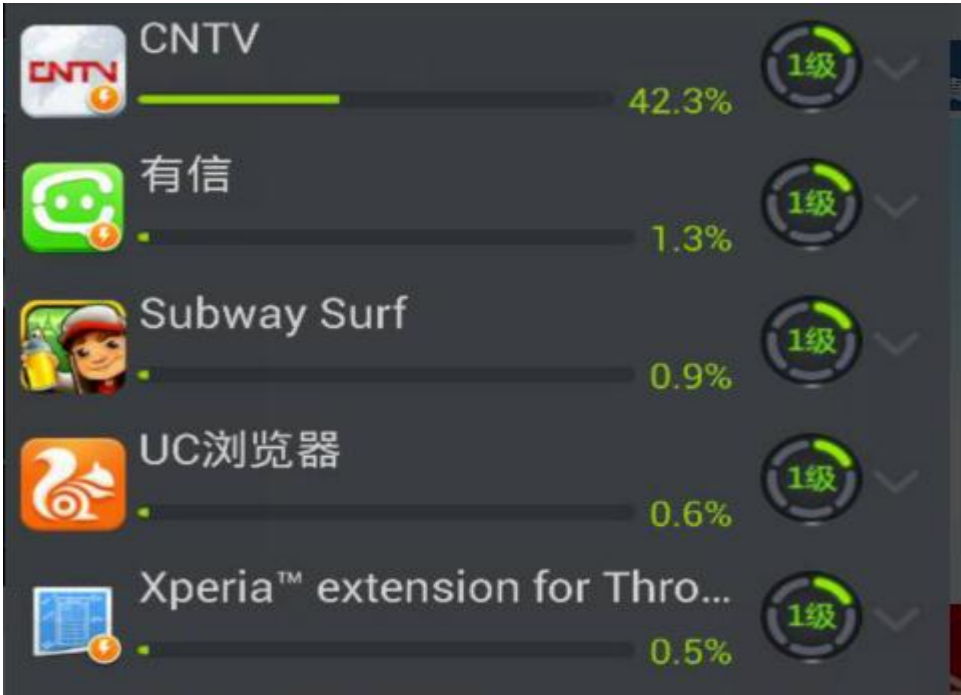 CNTV
CNTV
42.3%
1级
有信
1.3%
1级
Subway Surf
0.9%
1级
UC浏览器
0.6%
1级
Xperia™ extension for Thro...
0.5%
1级